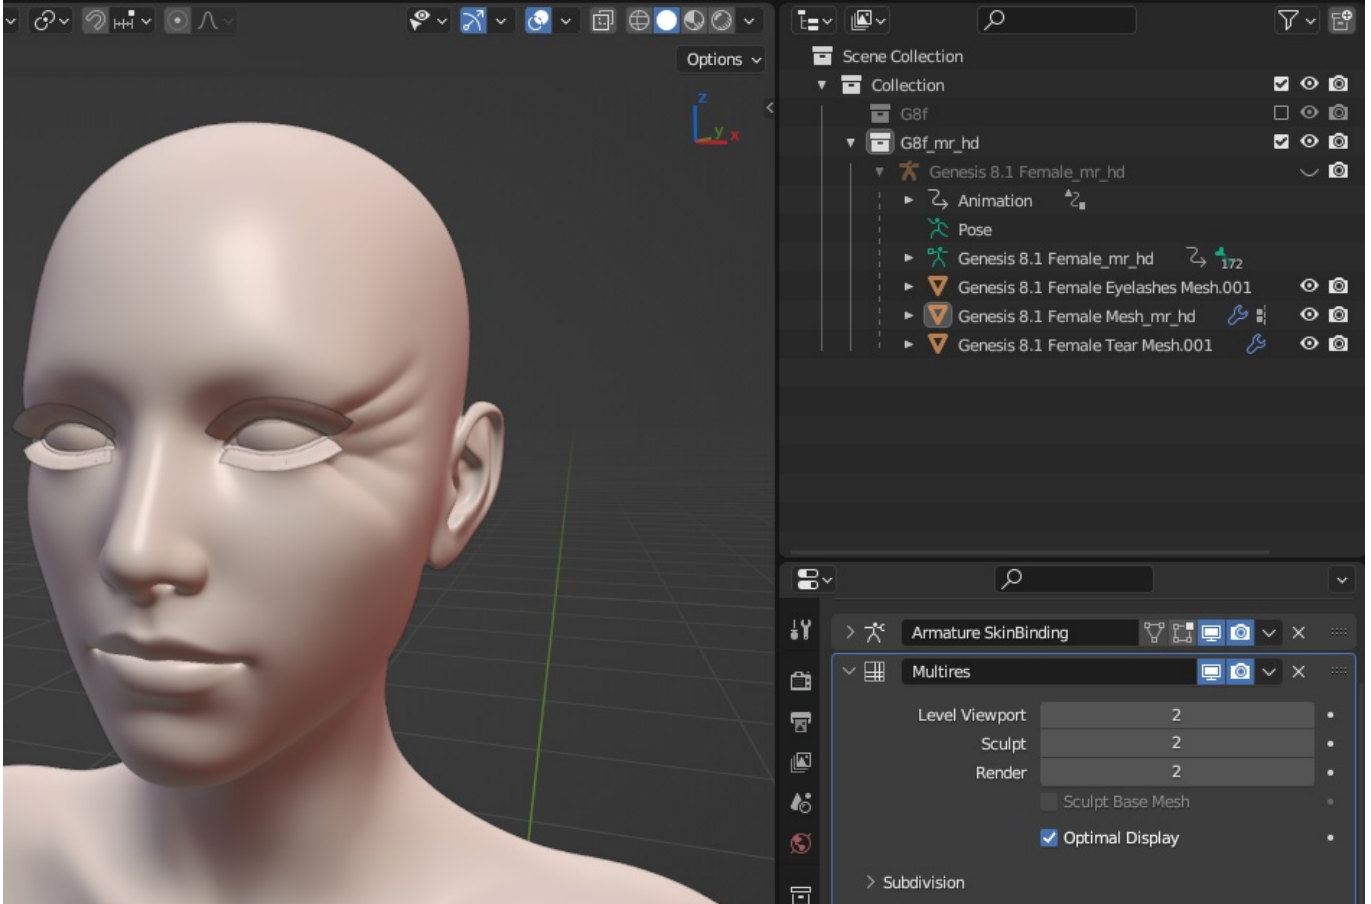 Options
z
y
x
Scene Collection
Collection
G8f
G8f_mr_hd
Genesis 8.1 Female_mr_hd
Animation
Pose
Genesis 8.1 Female_mr_hd 172
Genesis 8.1 Female Eyelashes Mesh.001
Genesis 8.1 Female Mesh_mr_hd
Genesis 8.1 Female Tear Mesh.001
Armature SkinBinding
Multires
Level Viewport 2
Sculpt 2
Render 2
Sculpt Base Mesh
Optimal Display
Subdivision